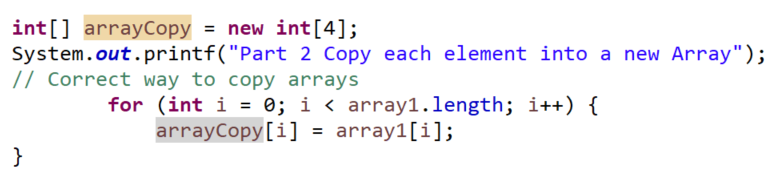 int[] arrayCopy = new int[4];
System.out.printf("Part 2 Copy each element into a new Array");
// Correct way to copy arrays
for (int i = 0; i < array1.length; i++) {
arrayCopy[i] = array1[i];
}